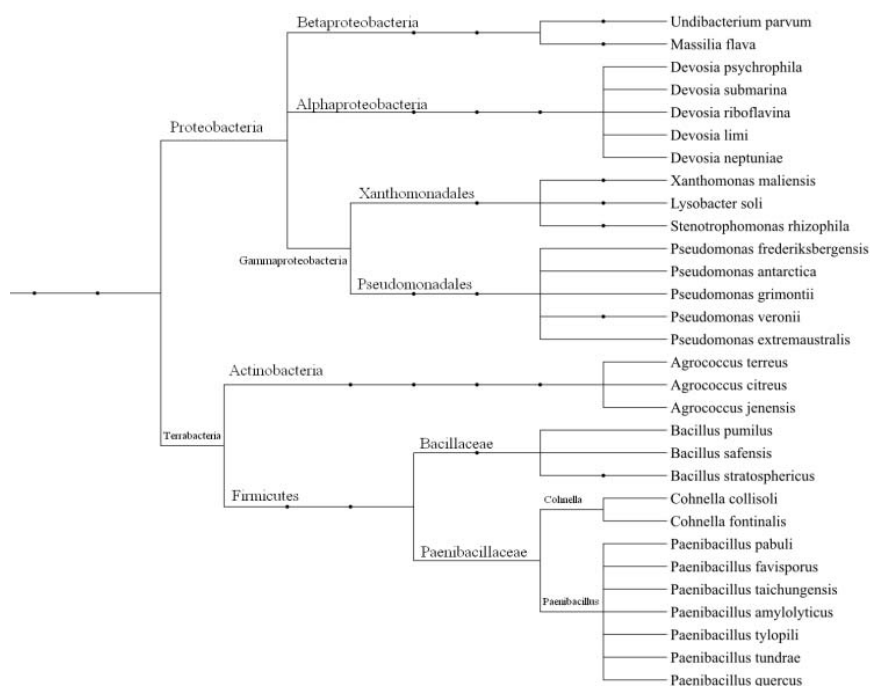 Betaproteobacteria
Undibacterium parvum
Massilia flava
Devosia psychrophila
Devosia submarina
Alphaproteobacteria
Devosia riboflavina
Proteobacteria
Devosia limi
Devosia neptuniae
Xanthomonas maliensis
Xanthomonadales
Lysobacter soli
Stenotrophomonas rhizophila
Pseudomonas frederiksbergensis
Gammaproteobacteria
Pseudomonas antarctica
Pseudomonadales
Pseudomonas grimontii
Pseudomonas veronii
Pseudomonas extremaustralis
Agrococcus terreus
Actinobacteria
Agrococcus citreus
Agrococcus jenensis
Bacillus pumilus
Terrabacteria
Bacillaceae
Bacillus safensis
Bacillus stratosphericus
Firmicutes
Cohnella
Cohnella collisoli
Cohnella fontinalis
Paenibacillaceae
Paenibacillus pabuli
Paenibacillus favisporus
Paenibacillus taichungensis
Paenibacillus
Paenibacillus amylolyticus
Paenibacillus tylopili
Paenibacillus tundrae
Paenibacillus quercus